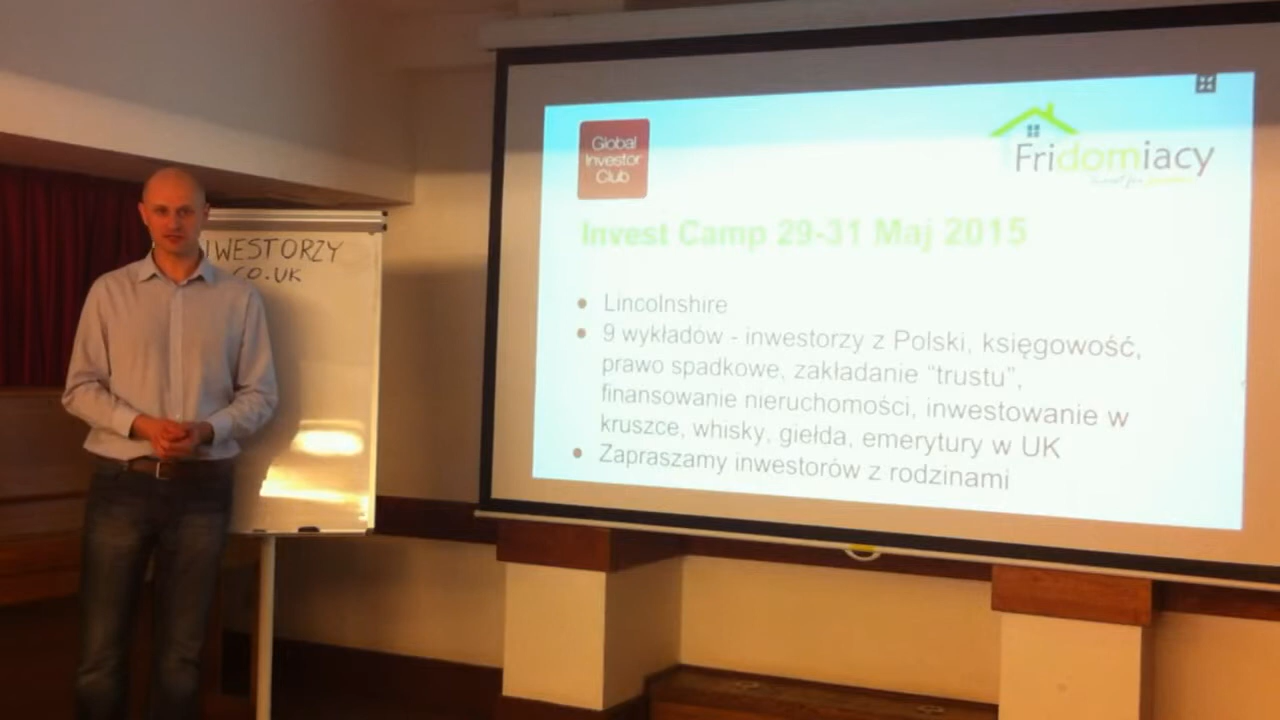 INWESTORZY
CO.UK
Global
Investor
Club
Fridomiacy
Invest Camp 29-31 Maj 2015
● Lincolnshire
● 9 wykładów - inwestorzy z Polski, księgowość,
prawo spadkowe, zakładanie “trustu”,
finansowanie nieruchomości, inwestowanie w
kruszce, whisky, giełda, emerytury w UK
● Zapraszamy inwestorów z rodzinami